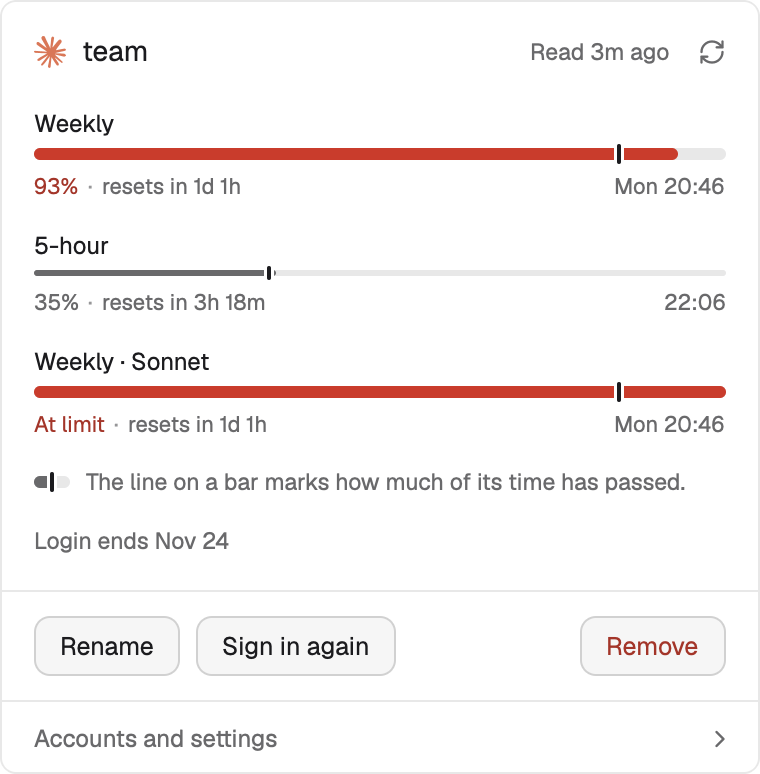 team
Read 3m ago
Weekly
93% · resets in 1d 1h
Mon 20:46
5-hour
35% · resets in 3h 18m
22:06
Weekly · Sonnet
At limit · resets in 1d 1h
Mon 20:46
The line on a bar marks how much of its time has passed.
Login ends Nov 24
Rename
Sign in again
Remove
Accounts and settings